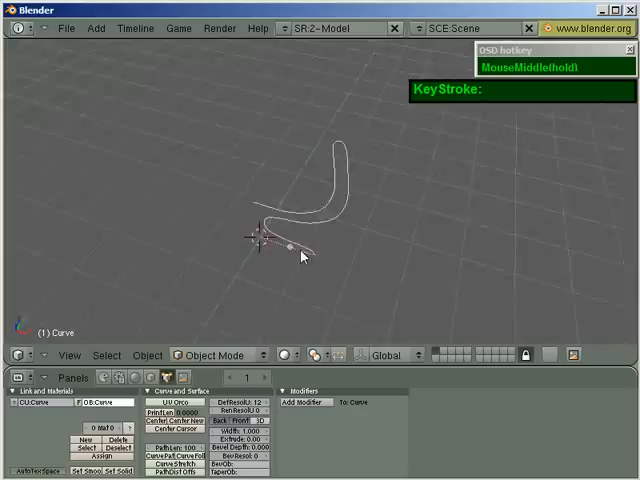 Blender
File Add Timeline Game Render Help SR:2-Model SCE:Scene www.blender.org
OSD hotkey
MouseMiddle(hold)
KeyStroke:
(1) Curve
View Select Object Object Mode Global
Panels 1
Link and Materials Curve and Surface Modifiers
CU:Curve F OB:Curve UV Orco DefResolU: 12 Add Modifier To: Curve
PrintLen 0.0000 RenResolU 0
0 Mat 0 ? Center Center New Back Front 3D
New Delete Center Cursor Width: 1.000
Select Deselect Extrude: 0.00
Assign PathLen: 100 Bevel Depth: 0.000
CurvePath CurveFoll BevResol: 0
CurveStretch BevOb:
AutoTexSpace Set Smoo Set Solid PathDist Offs TaperOb: